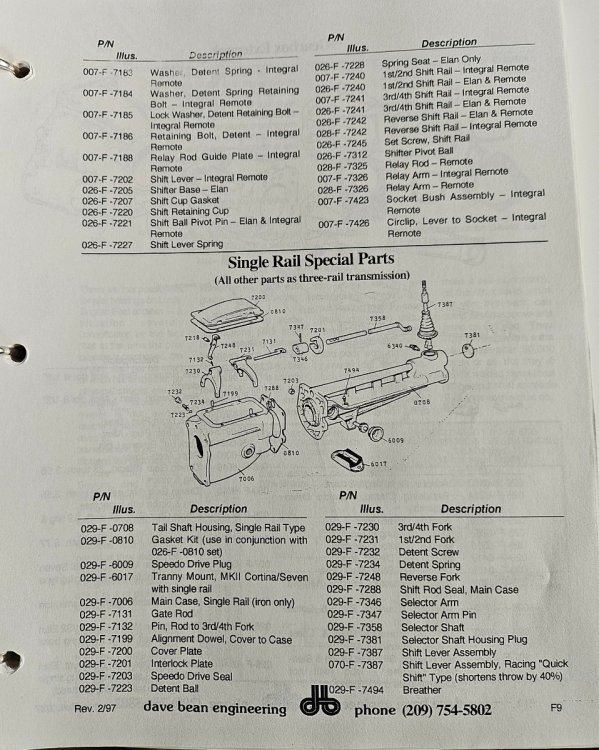 P/N
Illus. Description
007-F -7183 Washer, Detent Spring - Integral
Remote
007-F -7184 Washer, Detent Spring Retaining
Bolt – Integral Remote
007-F -7185 Lock Washer, Detent Retaining Bolt –
Integral Remote
007-F -7186 Retaining Bolt, Detent – Integral
Remote
007-F -7188 Relay Rod Guide Plate – Integral
Remote
007-F -7202 Shift Lever – Integral Remote
026-F -7205 Shifter Base – Elan
026-F -7207 Shift Cup Gasket
026-F -7220 Shift Retaining Cup
026-F -7221 Shift Ball Pivot Pin – Elan & Integral
Remote
026-F -7227 Shift Lever Spring
P/N
Illus. Description
026-F -7228 Spring Seat – Elan Only
007-F -7240 1st/2nd Shift Rail – Integral Remote
026-F -7240 1st/2nd Shift Rail – Elan & Remote
007-F -7241 3rd/4th Shift Rail – Integral Remote
026-F -7241 3rd/4th Shift Rail – Elan & Remote
026-F -7242 Reverse Shift Rail – Elan & Remote
028-F -7242 Reverse Shift Rail – Integral Remote
026-F -7245 Set Screw, Shift Rail
026-F -7312 Shifter Pivot Ball
028-F -7325 Relay Rod – Remote
007-F -7326 Relay Arm – Integral Remote
028-F -7326 Relay Arm – Remote
007-F -7423 Socket Bush Assembly – Integral
Remote
007-F -7426 Circlip, Lever to Socket – Integral
Remote
Single Rail Special Parts
(All other parts as three-rail transmission)
7200
0810
7387
7358
7347
7201
7218
7248
7131
7231
7346
7381
6340
7132
7230
7203
7494
7232
7199
7288
7234
7223
0708
6009
0810
6017
7006
P/N
Illus. Description
029-F -0708 Tail Shaft Housing, Single Rail Type
029-F -0810 Gasket Kit (use in conjunction with
026-F -0810 set)
029-F -6009 Speedo Drive Plug
029-F -6017 Tranny Mount, MKII Cortina/Seven
with single rail
029-F -7006 Main Case, Single Rail (iron only)
029-F -7131 Gate Rod
029-F -7132 Pin, Rod to 3rd/4th Fork
029-F -7199 Alignment Dowel, Cover to Case
029-F -7200 Cover Plate
029-F -7201 Interlock Plate
029-F -7203 Speedo Drive Seal
029-F -7223 Detent Ball
P/N
Illus. Description
029-F -7230 3rd/4th Fork
029-F -7231 1st/2nd Fork
029-F -7232 Detent Screw
029-F -7234 Detent Spring
029-F -7248 Reverse Fork
029-F -7288 Shift Rod Seal, Main Case
029-F -7346 Selector Arm
029-F -7347 Selector Arm Pin
029-F -7358 Selector Shaft
029-F -7381 Selector Shaft Housing Plug
029-F -7387 Shift Lever Assembly
070-F -7387 Shift Lever Assembly, Racing "Quick
Shift" Type (shortens throw by 40%)
029-F -7494 Breather
Rev. 2/97 dave bean engineering db phone (209) 754-5802 F9